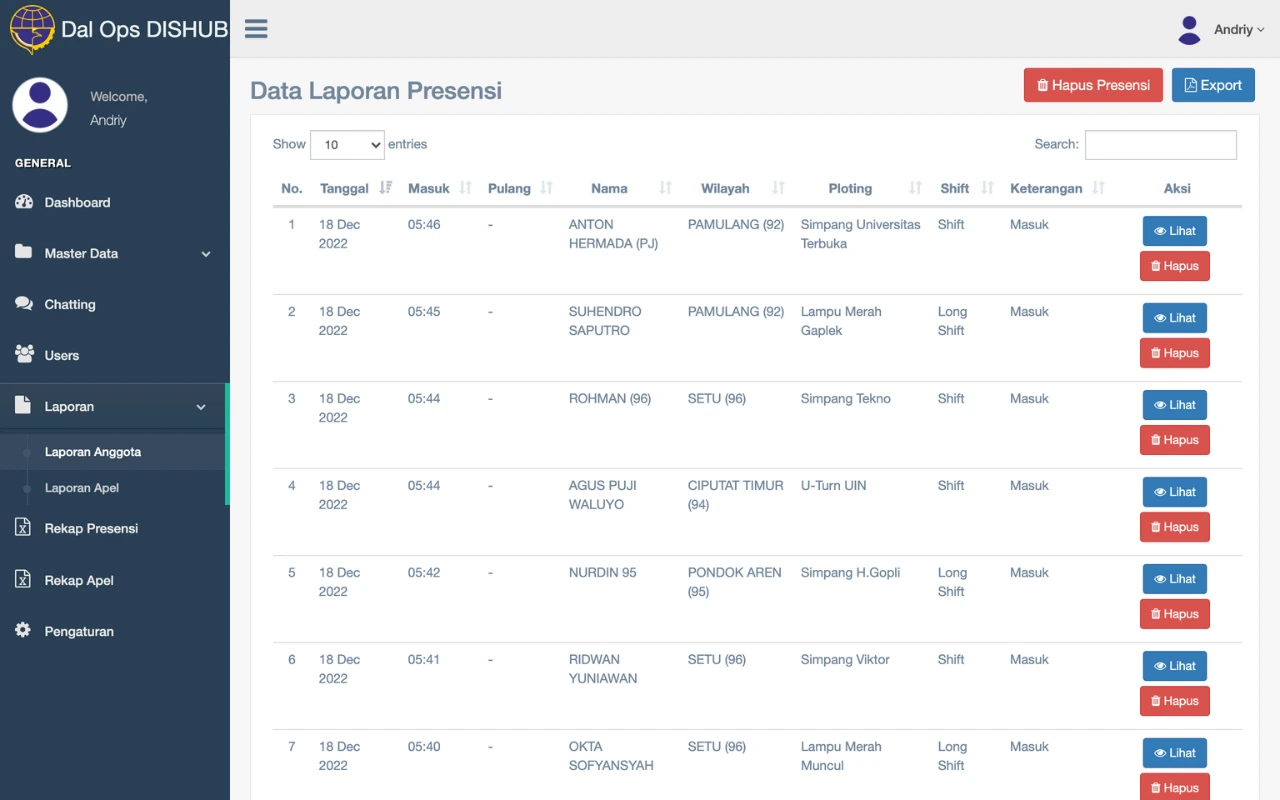 Dal Ops DISHUB
Andriy
Welcome,
Andriy
GENERAL
Dashboard
Master Data
Chatting
Users
Laporan
Laporan Anggota
Laporan Apel
Rekap Presensi
Rekap Apel
Pengaturan
Data Laporan Presensi
Hapus Presensi
Export
Show 10 entries
Search:
No. Tanggal Masuk Pulang Nama Wilayah Ploting Shift Keterangan Aksi
1 18 Dec 05:46 - ANTON PAMULANG (92) Simpang Universitas Shift Masuk Lihat
2022 HERMADA (PJ) Terbuka
Hapus
2 18 Dec 05:45 - SUHENDRO PAMULANG (92) Lampu Merah Long Masuk Lihat
2022 SAPUTRO Gaplek Shift
Hapus
3 18 Dec 05:44 - ROHMAN (96) SETU (96) Simpang Tekno Shift Masuk Lihat
2022
Hapus
4 18 Dec 05:44 - AGUS PUJI CIPUTAT TIMUR U-Turn UIN Shift Masuk Lihat
2022 WALUYO (94)
Hapus
5 18 Dec 05:42 - NURDIN 95 PONDOK AREN Simpang H.Gopli Long Masuk Lihat
2022 (95) Shift
Hapus
6 18 Dec 05:41 - RIDWAN SETU (96) Simpang Viktor Shift Masuk Lihat
2022 YUNIAWAN
Hapus
7 18 Dec 05:40 - OKTA SETU (96) Lampu Merah Long Masuk Lihat
2022 SOFYANSYAH Muncul Shift
Hapus